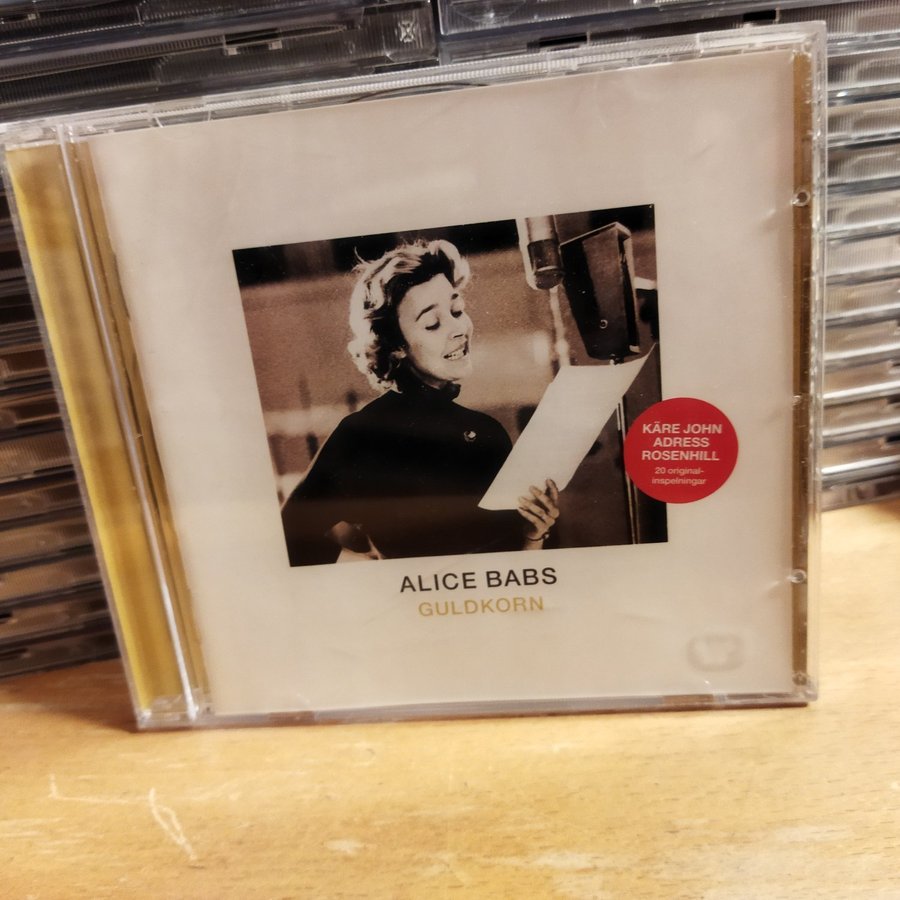 KÄRE JOHN
ADRESS
ROSENHILL
20 original-
inspelningar
ALICE BABS
GULDKORN